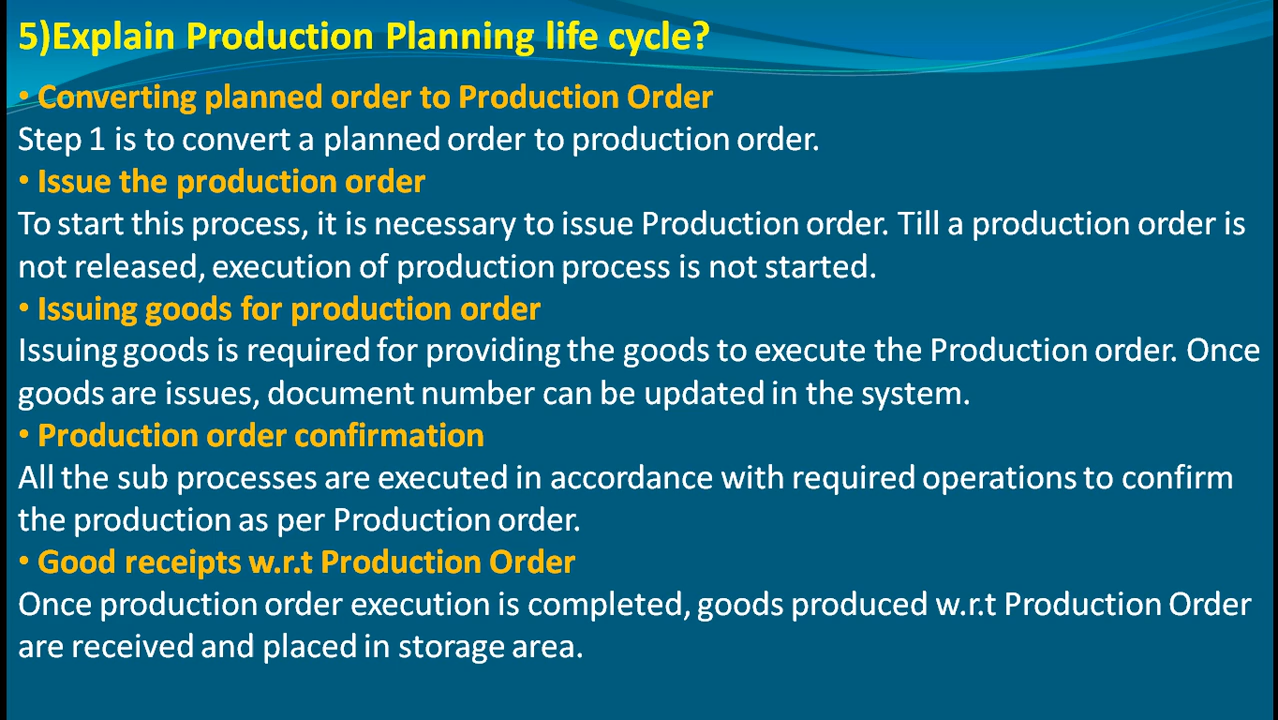 5)Explain Production Planning life cycle?
• Converting planned order to Production Order
Step 1 is to convert a planned order to production order.
• Issue the production order
To start this process, it is necessary to issue Production order. Till a production order is
not released, execution of production process is not started.
• Issuing goods for production order
Issuing goods is required for providing the goods to execute the Production order. Once
goods are issues, document number can be updated in the system.
• Production order confirmation
All the sub processes are executed in accordance with required operations to confirm
the production as per Production order.
• Good receipts w.r.t Production Order
Once production order execution is completed, goods produced w.r.t Production Order
are received and placed in storage area.